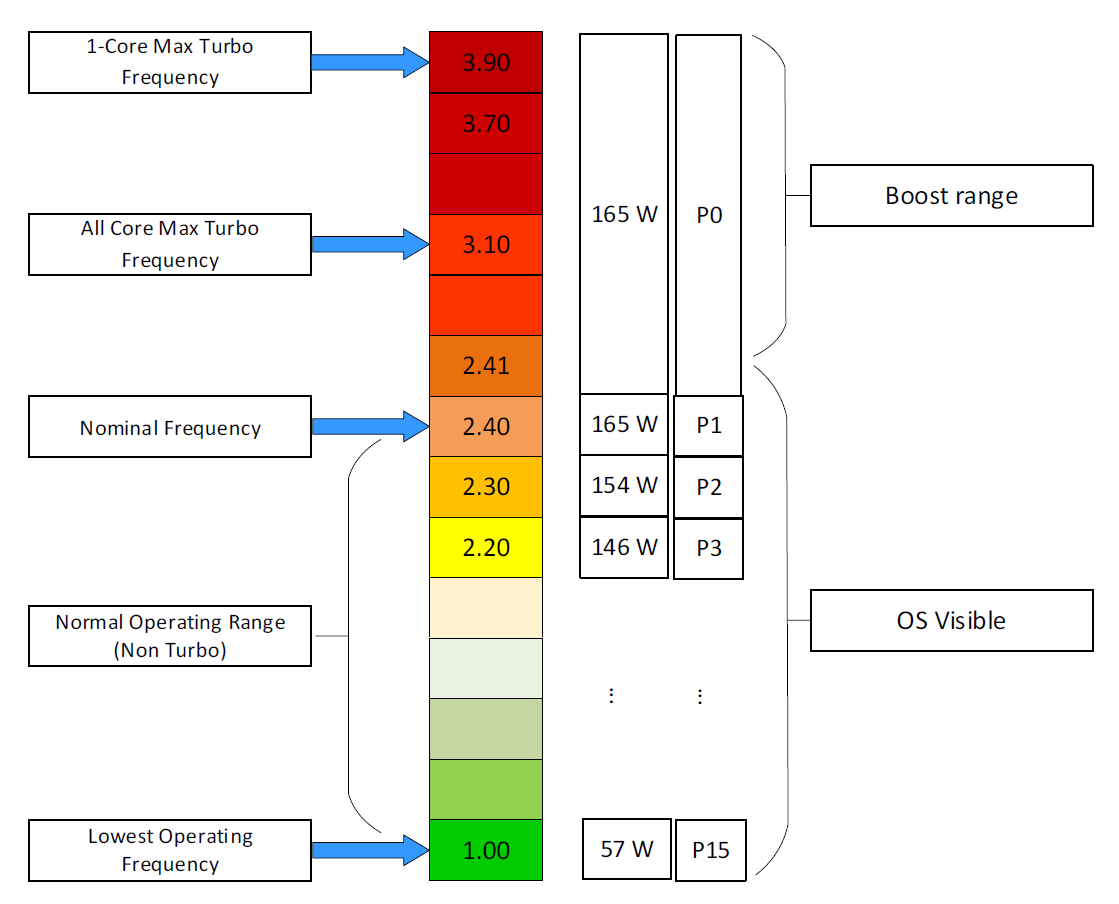 1-Core Max Turbo
Frequency
3.90
3.70
165 W
P0
Boost range
All Core Max Turbo
Frequency
3.10
2.41
Nominal Frequency
2.40
165 W
P1
2.30
154 W
P2
2.20
146 W
P3
Normal Operating Range
(Non Turbo)
OS Visible
⋮
⋮
Lowest Operating
Frequency
1.00
57 W
P15